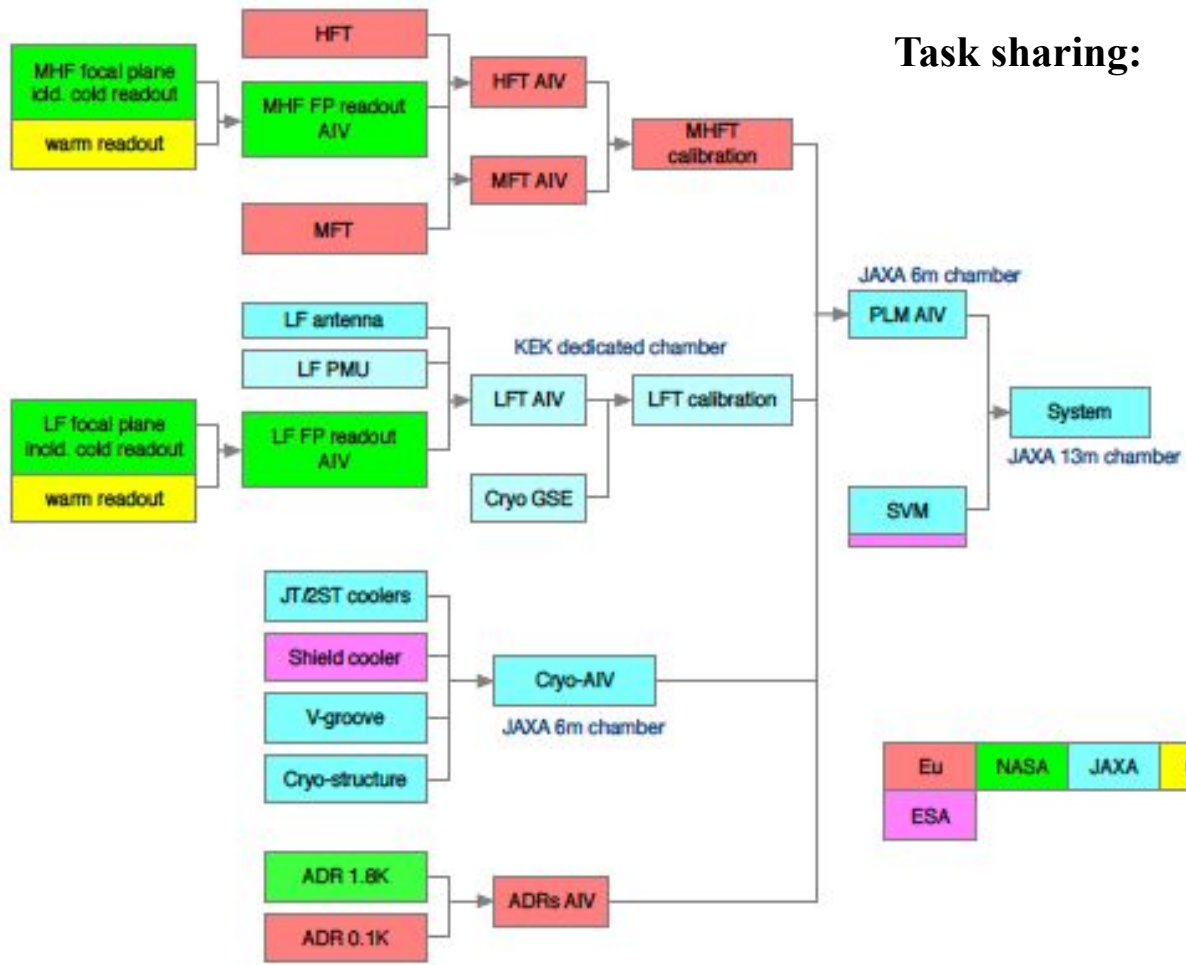 Task sharing:
HFT
MHF focal plane
icld. cold readout
warm readout
MHF FP readout
AIV
HFT AIV
MHFT
calibration
MFT AIV
MFT
JAXA 6m chamber
PLM AIV
LF antenna
LF PMU
KEK dedicated chamber
LFT AIV
LFT calibration
LF focal plane
incld. cold readout
warm readout
LF FP readout
AIV
Cryo GSE
System
JAXA 13m chamber
SVM
JT/2ST coolers
Shield cooler
V-groove
Cryo-structure
Cryo-AIV
JAXA 6m chamber
ADR 1.8K
ADR 0.1K
ADRs AIV
Eu
NASA
JAXA
ESA